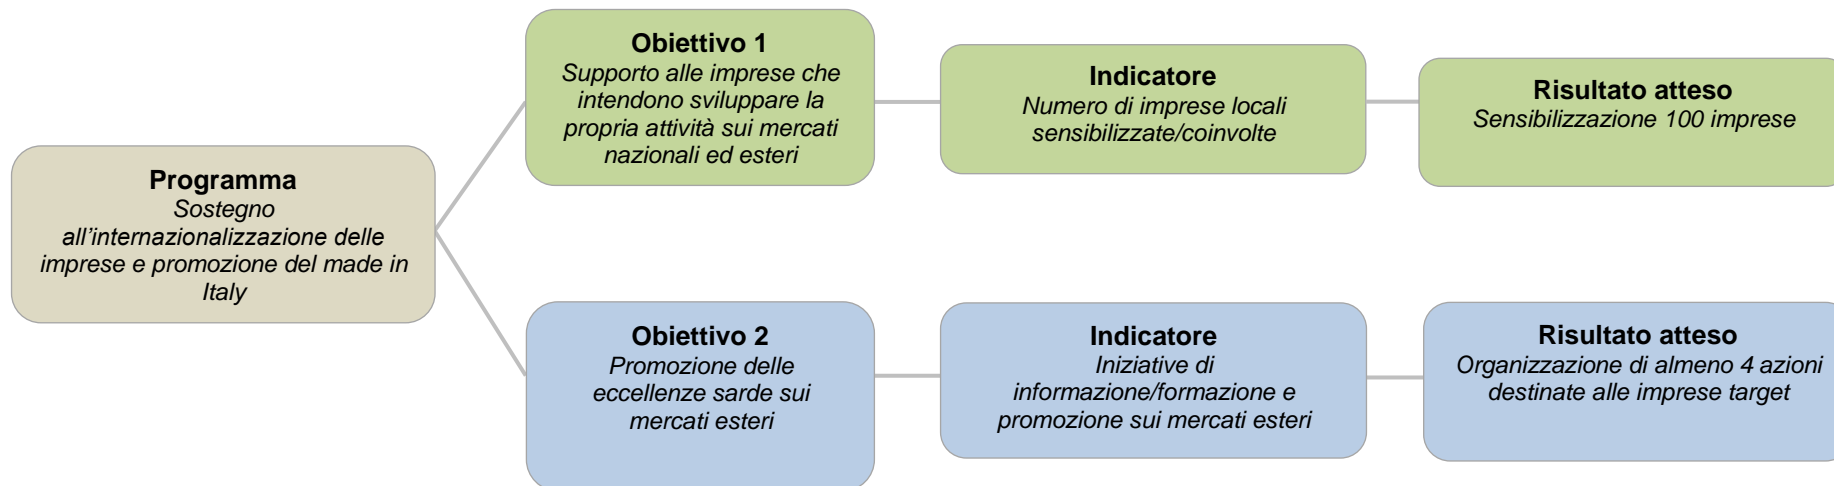 Programma
Sostegno
all’internazionalizzazione delle
imprese e promozione del made in
Italy
Obiettivo 1
Supporto alle imprese che
intendono sviluppare la
propria attività sui mercati
nazionali ed esteri
Indicatore
Numero di imprese locali
sensibilizzate/coinvolte
Risultato atteso
Sensibilizzazione 100 imprese
Obiettivo 2
Promozione delle
eccellenze sarde sui
mercati esteri
Indicatore
Iniziative di
informazione/formazione e
promozione sui mercati esteri
Risultato atteso
Organizzazione di almeno 4 azioni
destinate alle imprese target